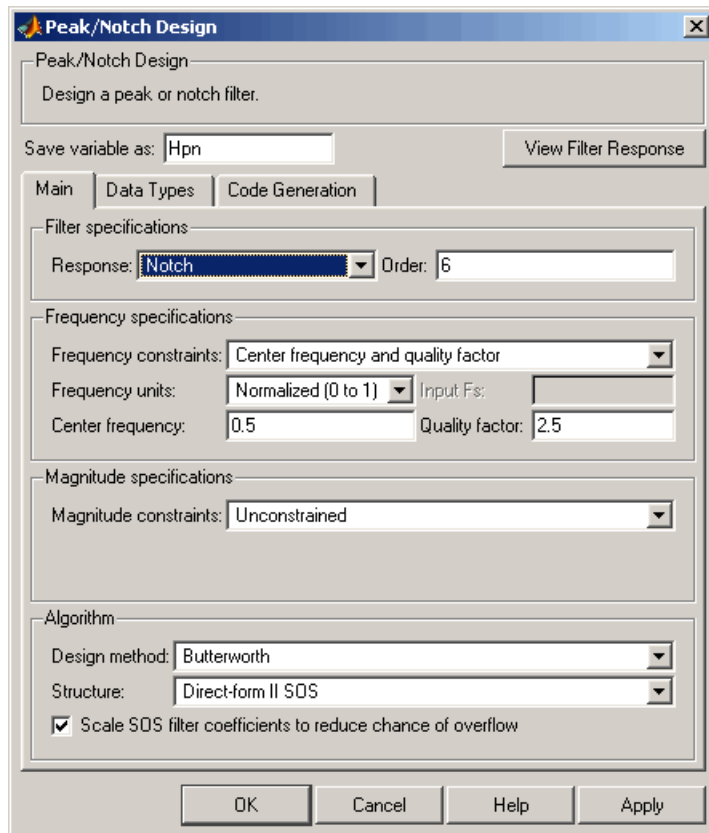 Peak/Notch Design
Peak/Notch Design
Design a peak or notch filter.
Save variable as: Hpn View Filter Response
Main Data Types Code Generation
Filter specifications
Response: Notch Order: 6
Frequency specifications
Frequency constraints: Center frequency and quality factor
Frequency units: Normalized (0 to 1) Input Fs:
Center frequency: 0.5 Quality factor: 2.5
Magnitude specifications
Magnitude constraints: Unconstrained
Algorithm
Design method: Butterworth
Structure: Direct-form II SOS
Scale SOS filter coefficients to reduce chance of overflow
OK Cancel Help Apply